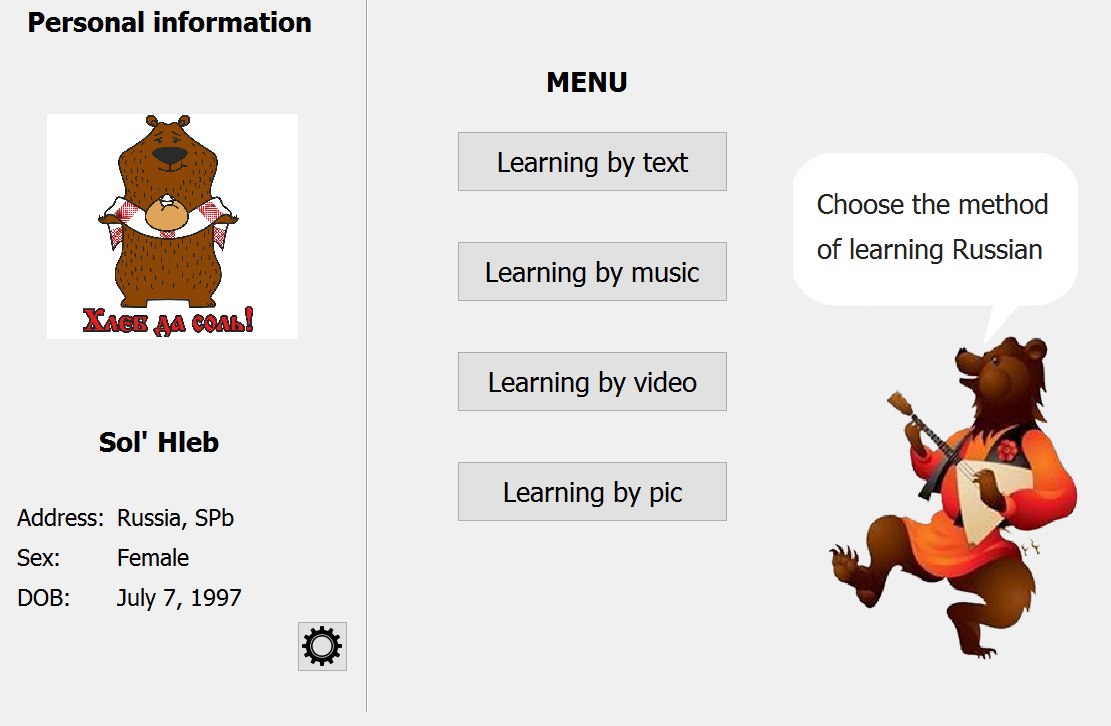 Personal information
Хлеб да соль!
Sol' Hleb
Address: Russia, SPb
Sex: Female
DOB: July 7, 1997
MENU
Learning by text
Learning by music
Learning by video
Learning by pic
Choose the method
of learning Russian